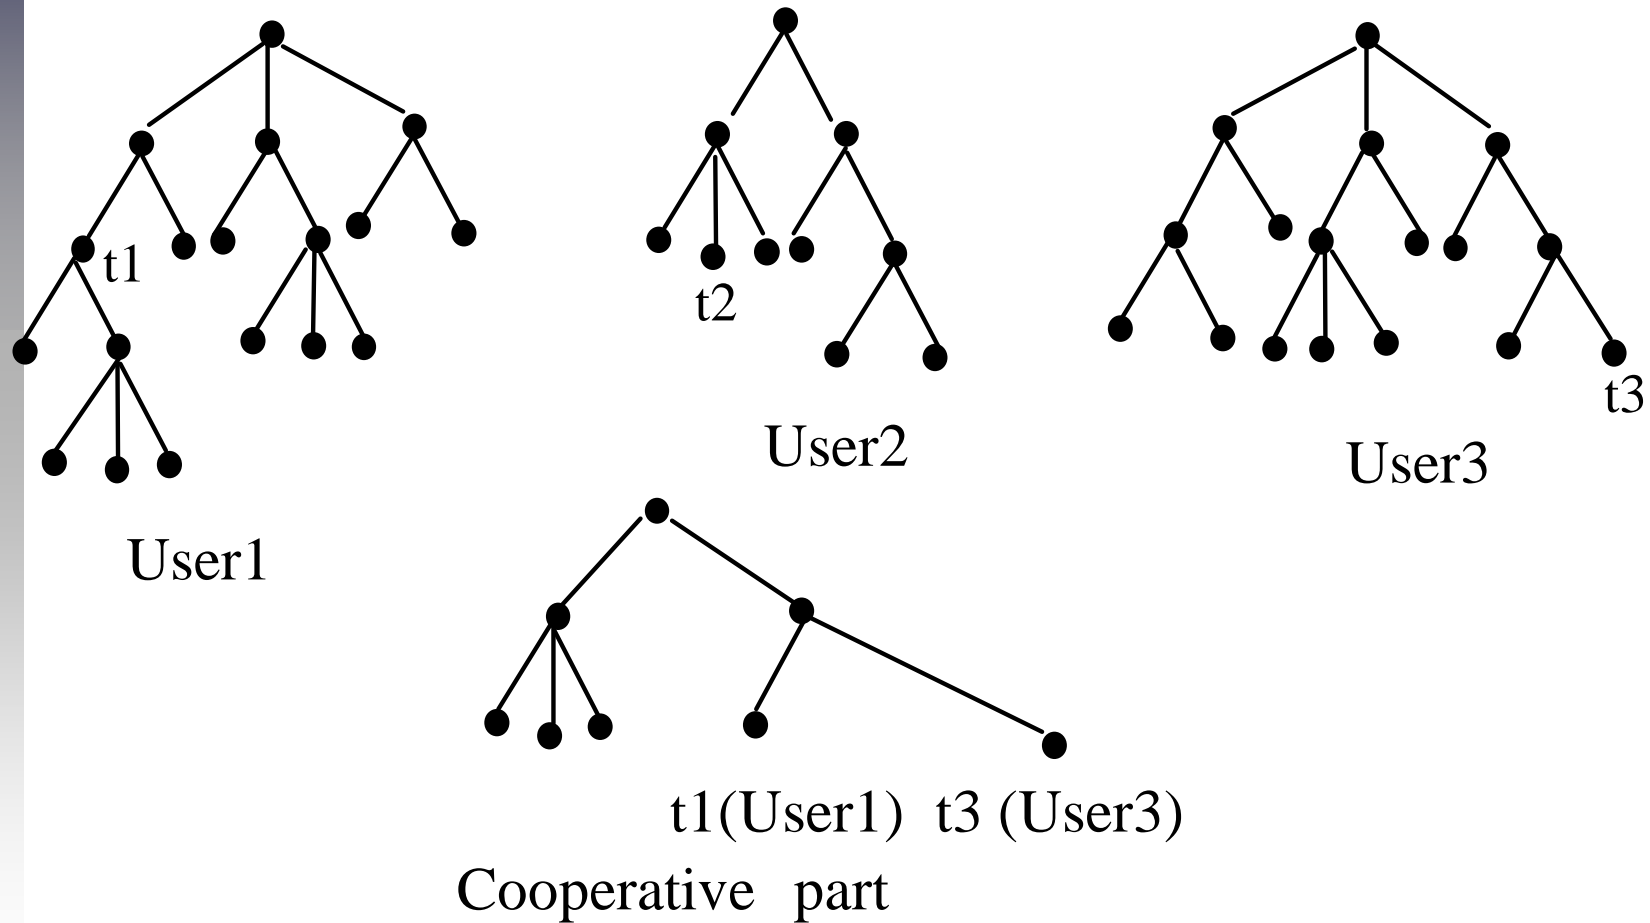 t1
t2
t3
User2
User3
User1
t1(User1) t3 (User3)
Cooperative part